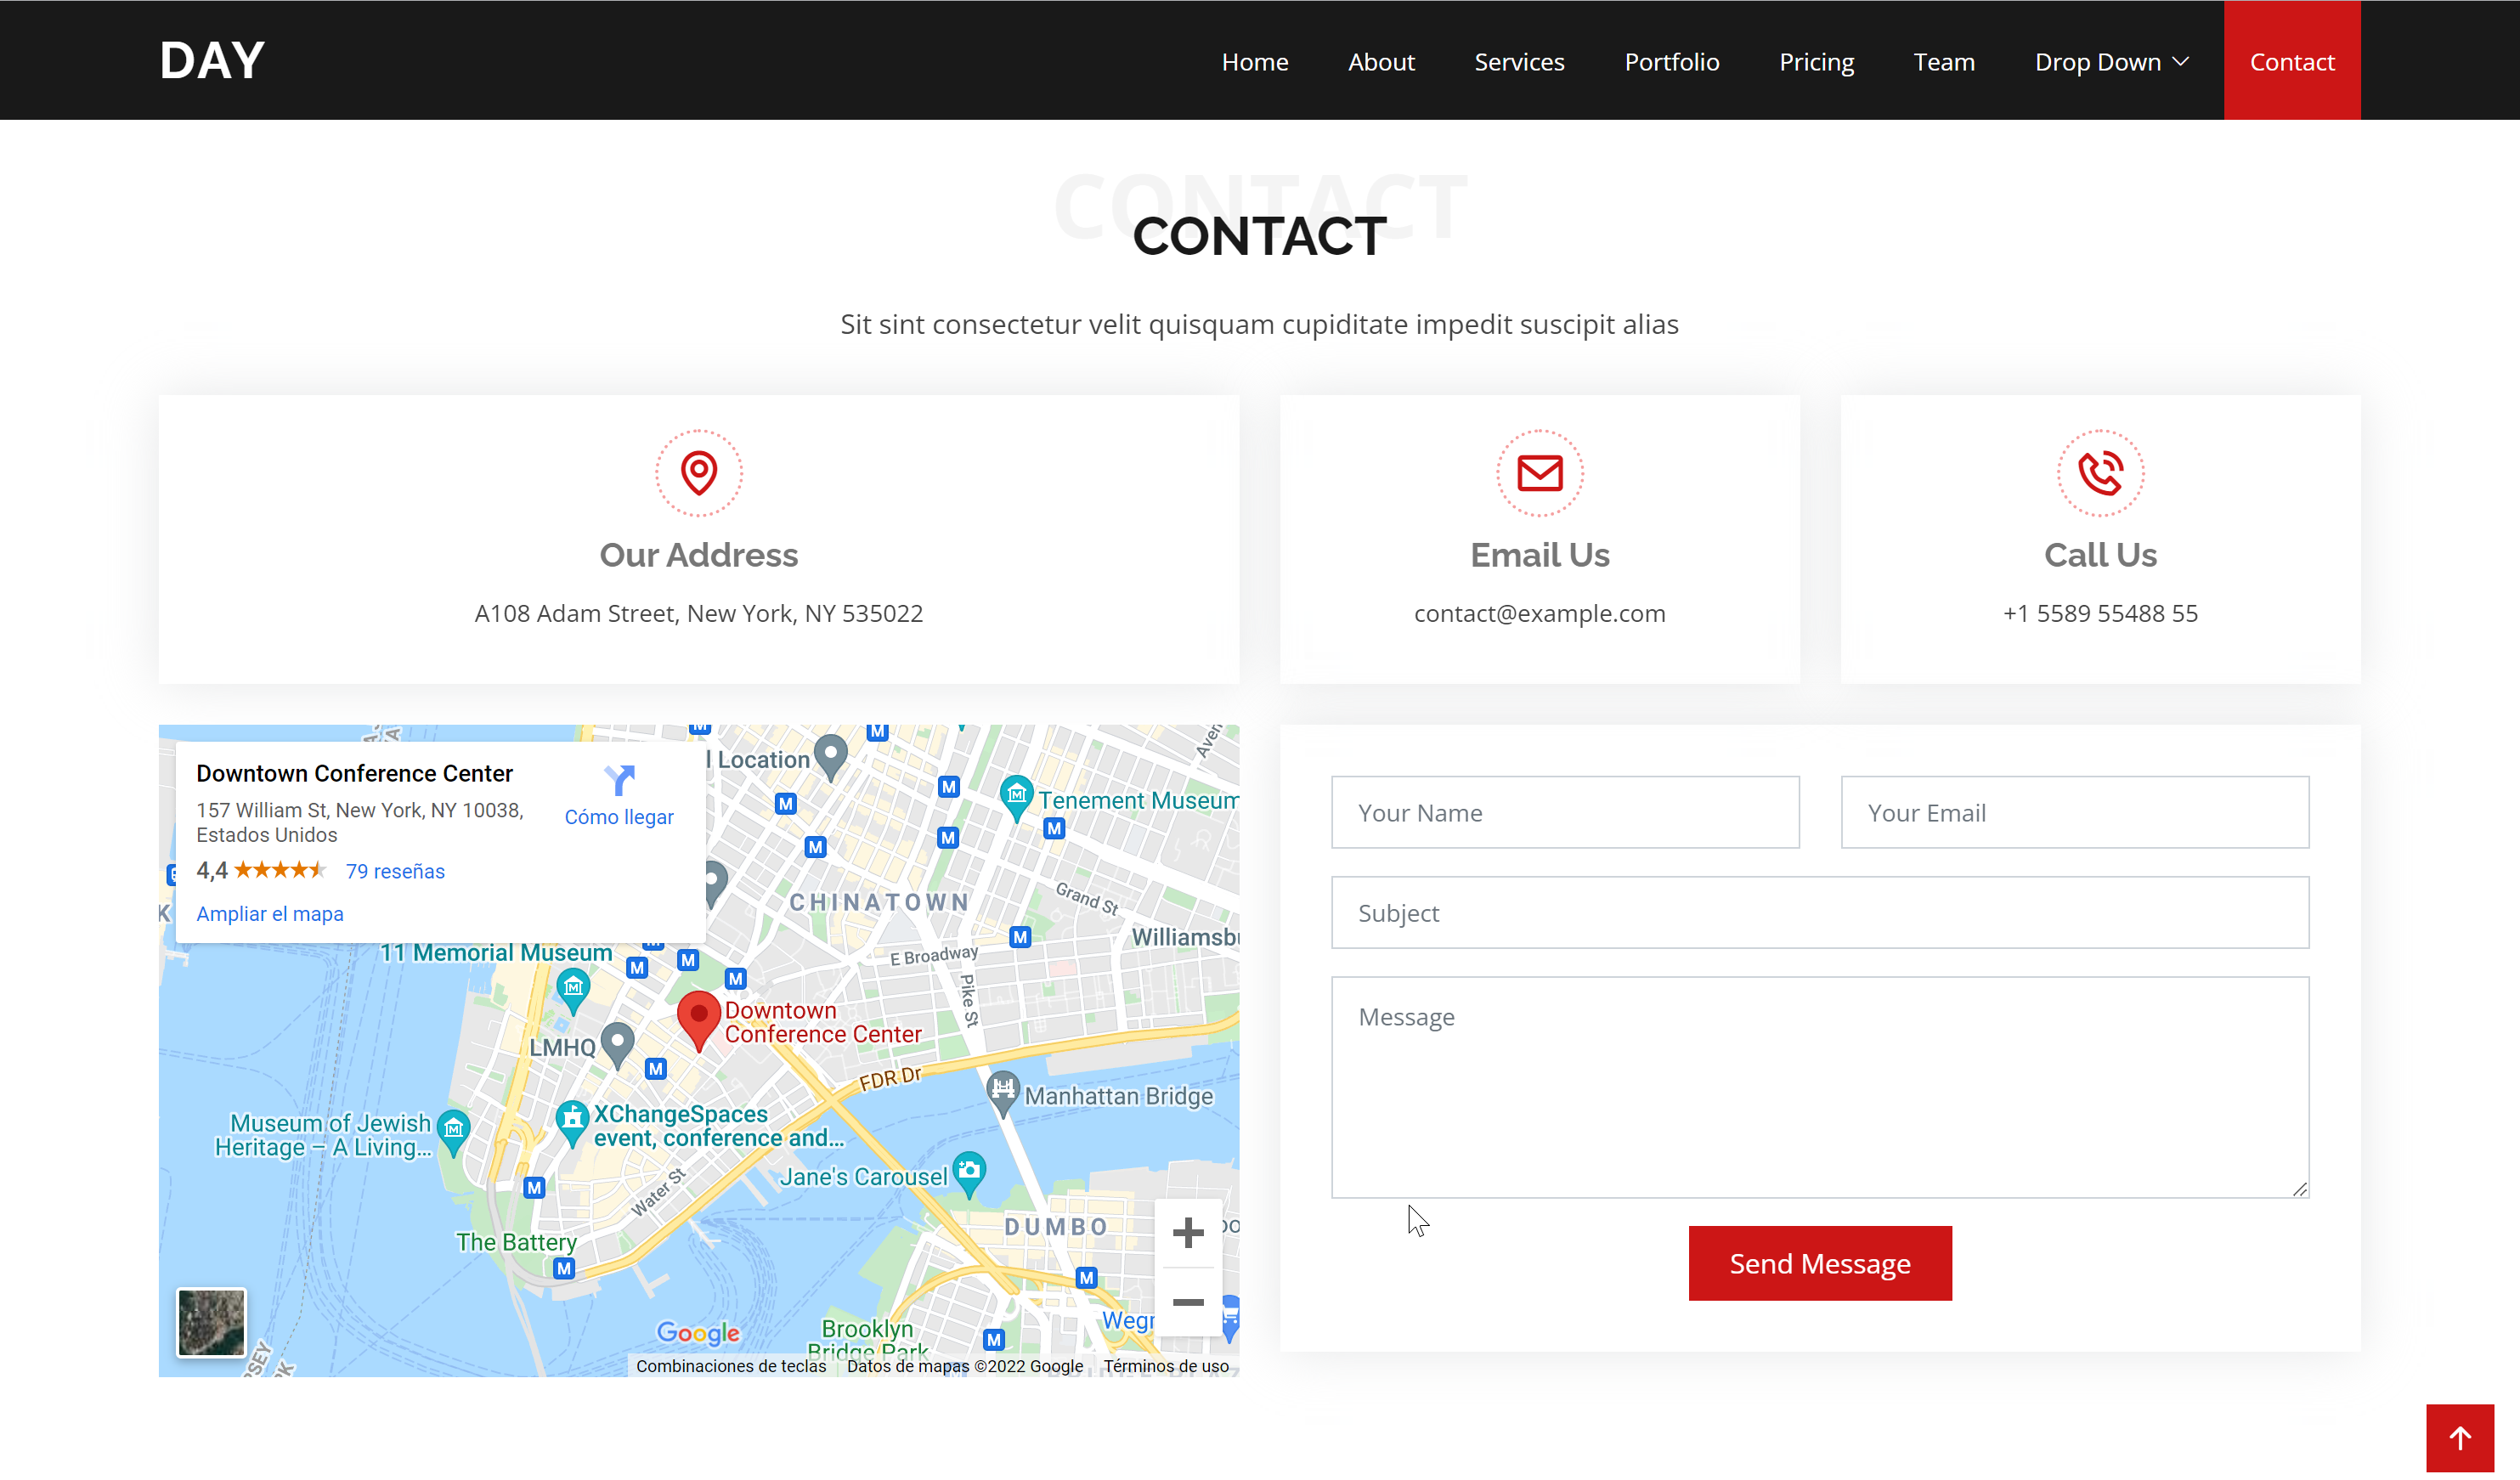 DAY
Home About Services Portfolio Pricing Team Drop Down Contact
CONTACT
CONTACT
Sit sint consectetur velit quisquam cupiditate impedit suscipit alias
Our Address
A108 Adam Street, New York, NY 535022
Email Us
contact@example.com
Call Us
+1 5589 55488 55
Downtown Conference Center
157 William St, New York, NY 10038,
Estados Unidos
Cómo llegar
4,4
79 reseñas
Ampliar el mapa
l Location
Tenement Museum
CHINATOWN
Grand St
Williamsbu
E Broadway
Pike St
11 Memorial Museum
Downtown
Conference Center
LMHQ
FDR Dr
Manhattan Bridge
XChangeSpaces
event, conference and...
Museum of Jewish
Heritage – A Living...
Jane's Carousel
Water St
DUMBO
The Battery
Wegr
Brooklyn
Bridge Park
Google
Combinaciones de teclas Datos de mapas ©2022 Google Términos de uso
Your Name
Your Email
Subject
Message
Send Message